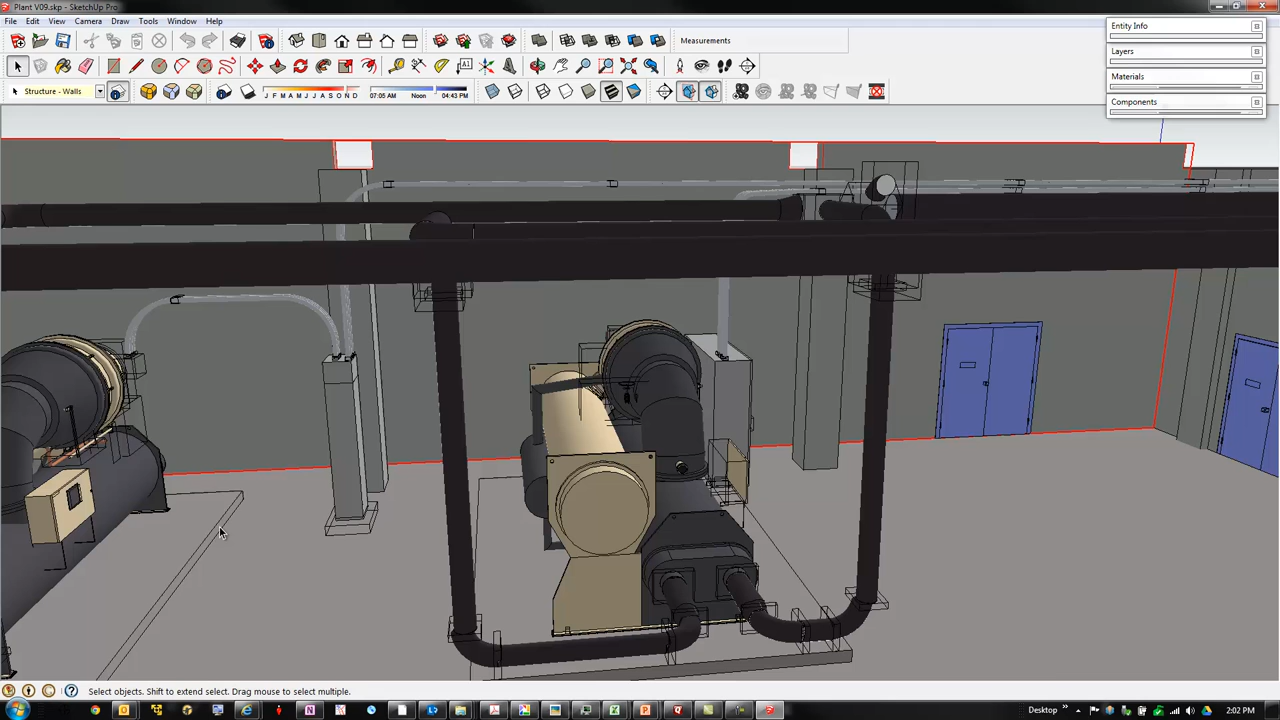 Plant V09.skp - SketchUp Pro
File Edit View Camera Draw Tools Window Help
Entity Info
Measurements
Layers
A1
Materials
Structure - Walls
J F M A M J J A S O N D
07:05 AM Noon 04:43 PM
Components
Select objects. Shift to extend select. Drag mouse to select multiple.
Desktop
2:02 PM